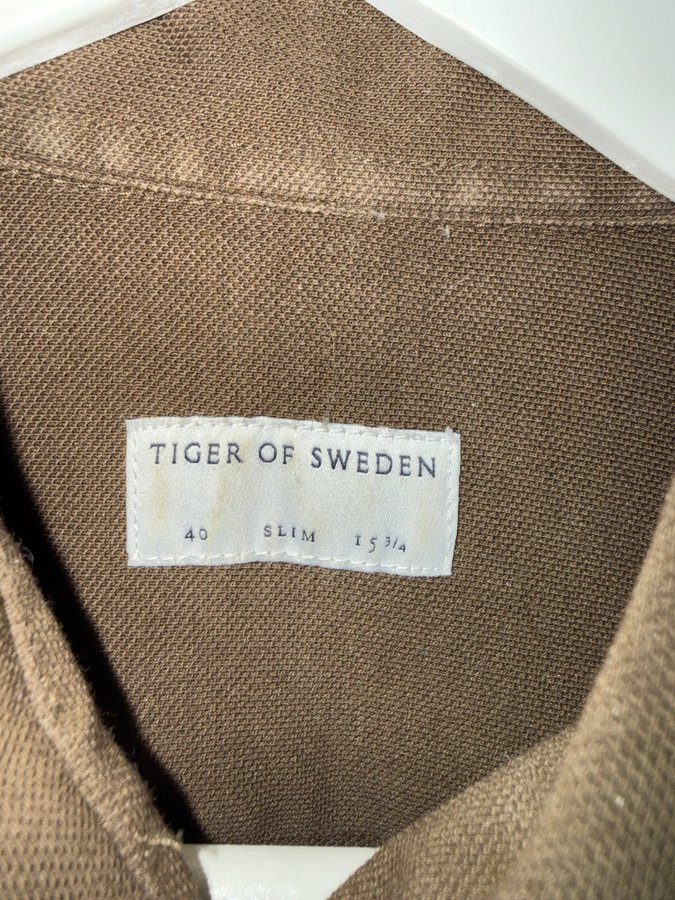 TIGER OF SWEDEN
40 SLIM 15 3/4